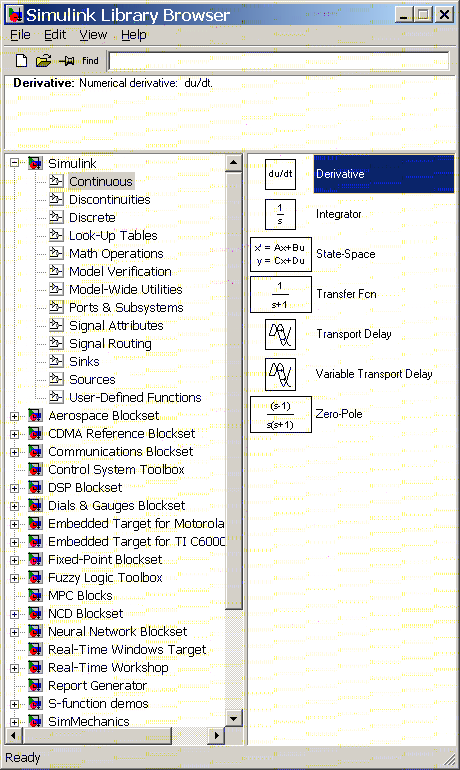 Simulink Library Browser
File Edit View Help
Find
Derivative: Numerical derivative: du/dt.
Simulink
Continuous
Discontinuities
Discrete
Look-Up Tables
Math Operations
Model Verification
Model-Wide Utilities
Ports & Subsystems
Signal Attributes
Signal Routing
Sinks
Sources
User-Defined Functions
Aerospace Blockset
CDMA Reference Blockset
Communications Blockset
Control System Toolbox
DSP Blockset
Dials & Gauges Blockset
Embedded Target for Motorola
Embedded Target for TI C6000
Fixed-Point Blockset
Fuzzy Logic Toolbox
MPC Blocks
NCD Blockset
Neural Network Blockset
Real-Time Windows Target
Real-Time Workshop
Report Generator
S-function demos
SimMechanics
du/dt Derivative
1
s
Integrator
x' = Ax+Bu
y = Cx+Du
State-Space
1
s+1
Transfer Fcn
Transport Delay
Variable Transport Delay
(s-1)
s(s+1)
Zero-Pole
Ready